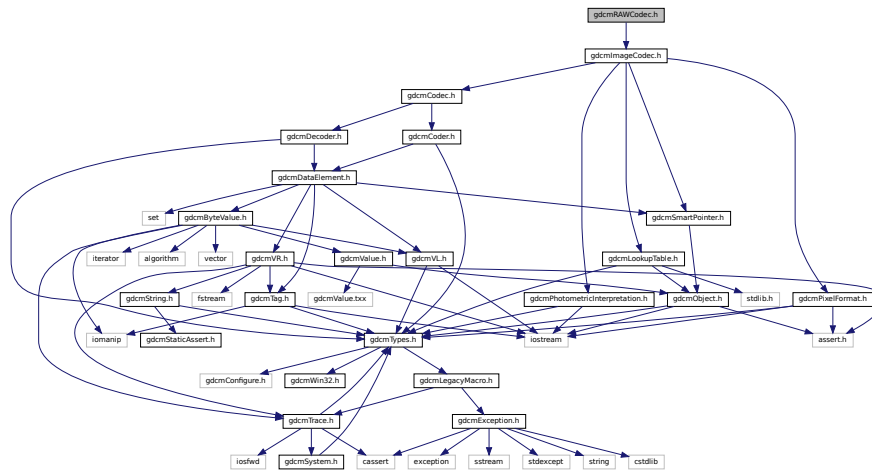 gdcmRAWCodec.h
gdcmImageCodec.h
gdcmCodec.h
gdcmDecoder.h
gdcmCoder.h
gdcmDataElement.h
set
gdcmByteValue.h
gdcmSmartPointer.h
iterator
algorithm
vector
gdcmVR.h
gdcmValue.h
gdcmVL.h
gdcmLookupTable.h
gdcmString.h
fstream
gdcmTag.h
gdcmValue.txx
gdcmPhotometricInterpretation.h
gdcmObject.h
stdlib.h
gdcmPixelFormat.h
iomanip
gdcmStaticAssert.h
gdcmTypes.h
iostream
assert.h
gdcmConfigure.h
gdcmWin32.h
gdcmLegacyMacro.h
gdcmTrace.h
gdcmException.h
iosfwd
gdcmSystem.h
cassert
exception
sstream
stdexcept
string
cstdlib